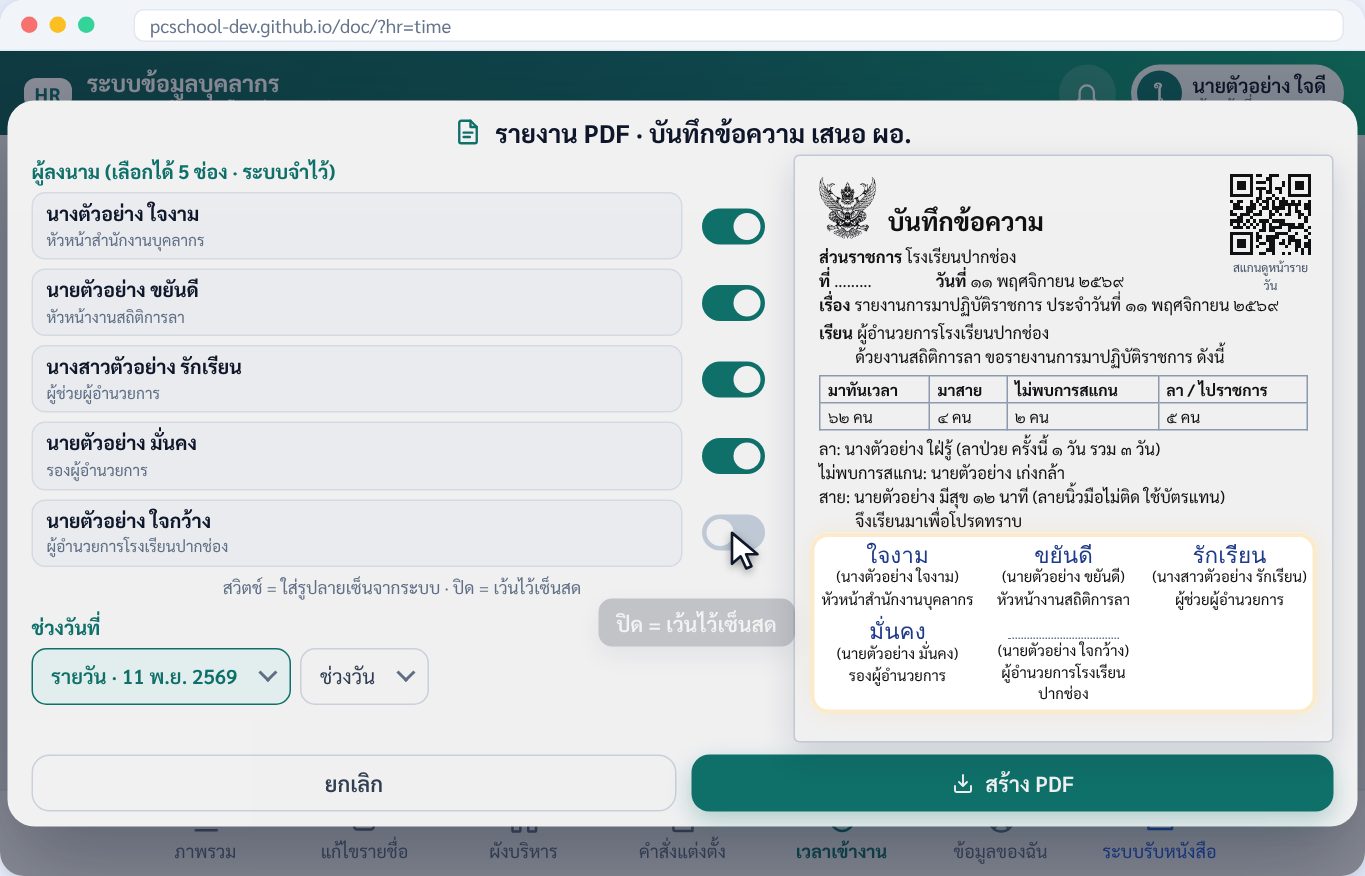 pcschool-dev.github.io/doc/?hr=time
HR
ระบบข้อมูลบุคลากร
นายตัวอย่าง ใจดี
รายงาน PDF · บันทึกข้อความ เสนอ ผอ.
ผู้ลงนาม (เลือกได้ 5 ช่อง · ระบบจำไว้)
นางตัวอย่าง ใจงาม
หัวหน้าสำนักงานบุคลากร
นายตัวอย่าง ขยันดี
หัวหน้างานสถิติการลา
นางสาวตัวอย่าง รักเรียน
ผู้ช่วยผู้อำนวยการ
นายตัวอย่าง มั่นคง
รองผู้อำนวยการ
นายตัวอย่าง ใจกว้าง
ผู้อำนวยการโรงเรียนปากช่อง
สวิตช์ = ใส่รูปลายเซ็นจากระบบ · ปิด = เว้นไว้เซ็นสด
ปิด = เว้นไว้เซ็นสด
ช่วงวันที่
รายวัน · 11 พ.ย. 2569
ช่วงวัน
บันทึกข้อความ
สแกนดูหน้าราย
วัน
ส่วนราชการ โรงเรียนปากช่อง
ที่ ......... วันที่ ๑๑ พฤศจิกายน ๒๕๖๙
เรื่อง รายงานการมาปฏิบัติราชการ ประจำวันที่ ๑๑ พฤศจิกายน ๒๕๖๙
เรียน ผู้อำนวยการโรงเรียนปากช่อง
ด้วยงานสถิติการลา ขอรายงานการมาปฏิบัติราชการ ดังนี้
มาทันเวลา มาสาย ไม่พบการสแกน ลา / ไปราชการ
๖๒ คน ๔ คน ๒ คน ๕ คน
ลา: นางตัวอย่าง ใฝ่รู้ (ลาป่วย ครั้งนี้ ๑ วัน รวม ๓ วัน)
ไม่พบการสแกน: นายตัวอย่าง เก่งกล้า
สาย: นายตัวอย่าง มีสุข ๑๒ นาที (ลายนิ้วมือไม่ติด ใช้บัตรแทน)
จึงเรียนมาเพื่อโปรดทราบ
ใจงาม ขยันดี รักเรียน
(นางตัวอย่าง ใจงาม) (นายตัวอย่าง ขยันดี) (นางสาวตัวอย่าง รักเรียน)
หัวหน้าสำนักงานบุคลากร หัวหน้างานสถิติการลา ผู้ช่วยผู้อำนวยการ
มั่นคง
(นายตัวอย่าง มั่นคง) (นายตัวอย่าง ใจกว้าง)
รองผู้อำนวยการ ผู้อำนวยการโรงเรียน
ปากช่อง
ยกเลิก
สร้าง PDF
ภาพรวม แก้ไขรายชื่อ ผังบริหาร คำสั่งแต่งตั้ง เวลาเข้างาน ข้อมูลของฉัน ระบบรับหนังสือ